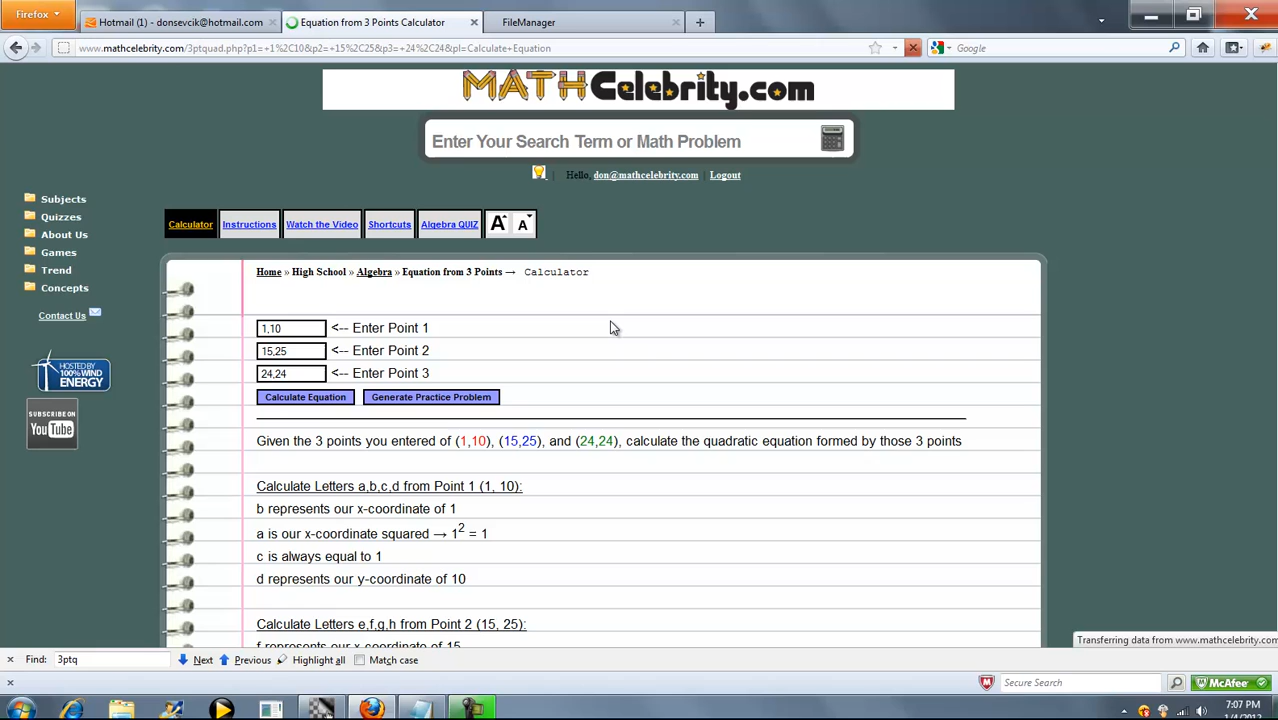 Firefox
Hotmail (1) - donsevcik@hotmail.com
Equation from 3 Points Calculator
FileManager
www.mathcelebrity.com/3ptquad.php?p1=+1%2C10&p2=+15%2C25&p3=+24%2C24&pl=Calculate+Equation
Google
MATHCelebrity.com
Enter Your Search Term or Math Problem
Hello, don@mathcelebrity.com | Logout
Subjects
Quizzes
About Us
Games
Trend
Concepts
Contact Us
HOSTED BY
100% WIND
ENERGY
SUBSCRIBE ON
YouTube
Calculator
Instructions
Watch the Video
Shortcuts
Algebra QUIZ
A A
Home » High School » Algebra » Equation from 3 Points → Calculator
1,10 <-- Enter Point 1
15,25 <-- Enter Point 2
24,24 <-- Enter Point 3
Calculate Equation
Generate Practice Problem
Given the 3 points you entered of (1,10), (15,25), and (24,24), calculate the quadratic equation formed by those 3 points
Calculate Letters a,b,c,d from Point 1 (1, 10):
b represents our x-coordinate of 1
a is our x-coordinate squared → 1² = 1
c is always equal to 1
d represents our y-coordinate of 10
Calculate Letters e,f,g,h from Point 2 (15, 25):
f represents our x-coordinate of 15
Transferring data from www.mathcelebrity.com...
Find: 3ptq
Next
Previous
Highlight all
Match case
Secure Search
McAfee
7:07 PM
1/4/2012